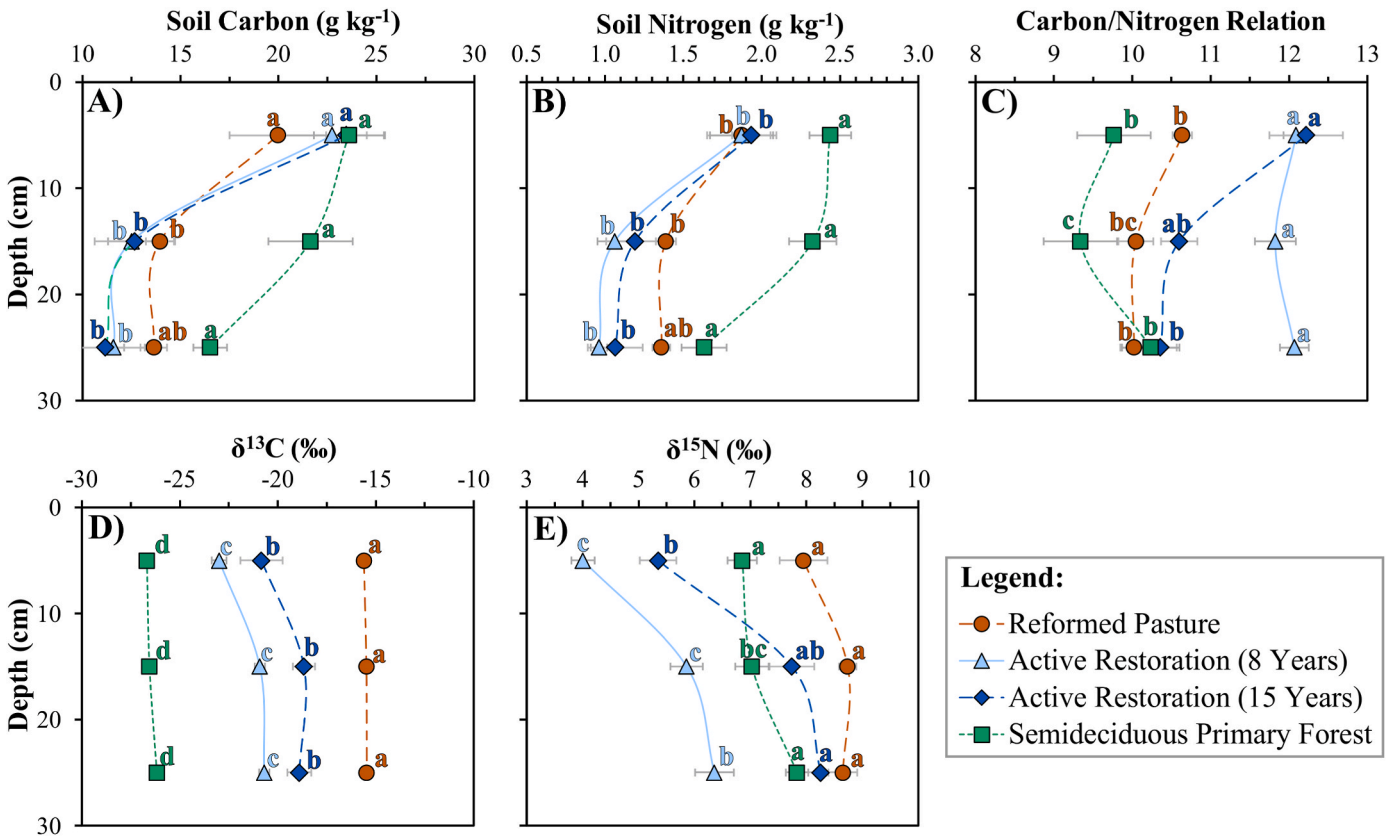 Soil Carbon (g kg⁻¹)
10 15 20 25 30
Depth (cm)
0
10
20
30
A)
a a a a
b b b a
b b ab a
Soil Nitrogen (g kg⁻¹)
0.5 1.0 1.5 2.0 2.5 3.0
B)
b b b a
b b b a
b b ab a
Carbon/Nitrogen Relation
8 9 10 11 12 13
C)
b b a a
c bc ab a
b b b a
δ¹³C (‰)
-30 -25 -20 -15 -10
Depth (cm)
0
10
20
30
D)
d c b a
d c b a
d c b a
δ¹⁵N (‰)
3 4 5 6 7 8 9 10
E)
c b a a
c bc ab a
b a a a
Legend:
Reformed Pasture
Active Restoration (8 Years)
Active Restoration (15 Years)
Semideciduous Primary Forest